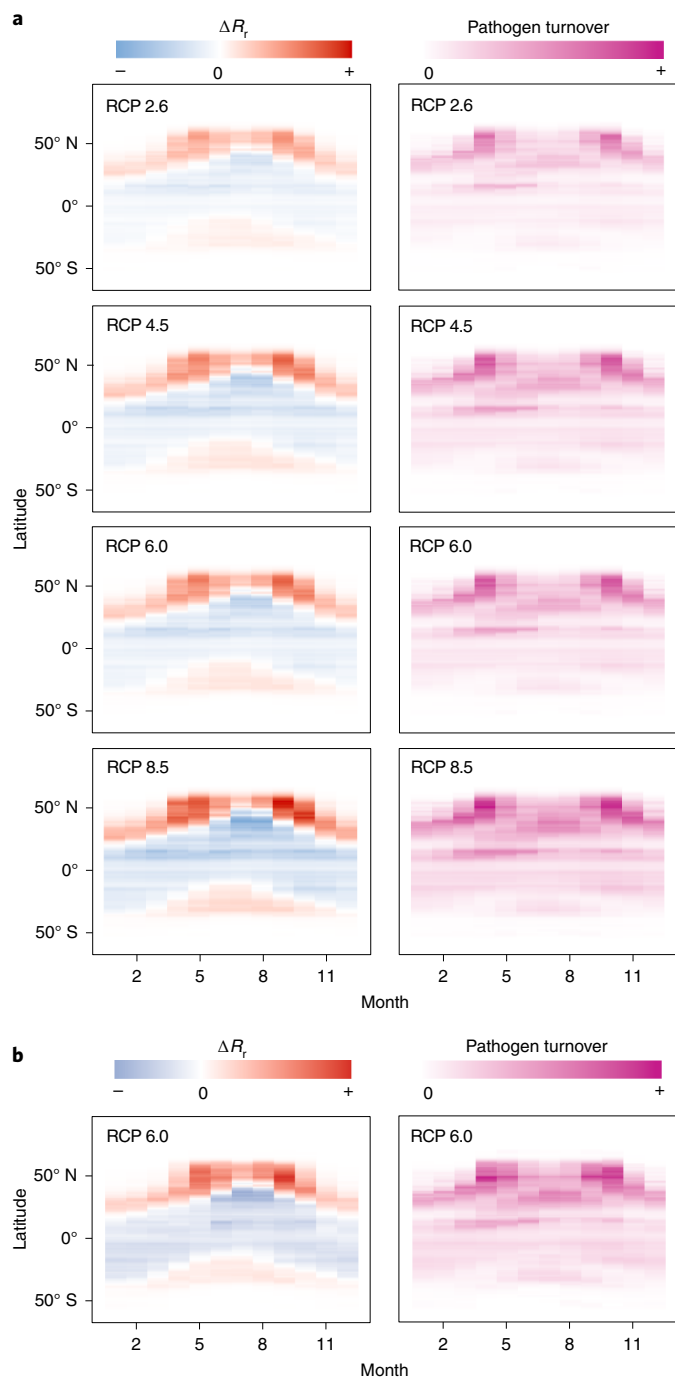 a
ΔRr
Pathogen turnover
− 0 +
0 +
RCP 2.6
RCP 2.6
50° N
0°
50° S
RCP 4.5
RCP 4.5
50° N
0°
50° S
Latitude
RCP 6.0
RCP 6.0
50° N
0°
50° S
RCP 8.5
RCP 8.5
50° N
0°
50° S
2 5 8 11
2 5 8 11
Month
Month
b
ΔRr
Pathogen turnover
− 0 +
0 +
RCP 6.0
RCP 6.0
50° N
0°
50° S
Latitude
2 5 8 11
2 5 8 11
Month
Month